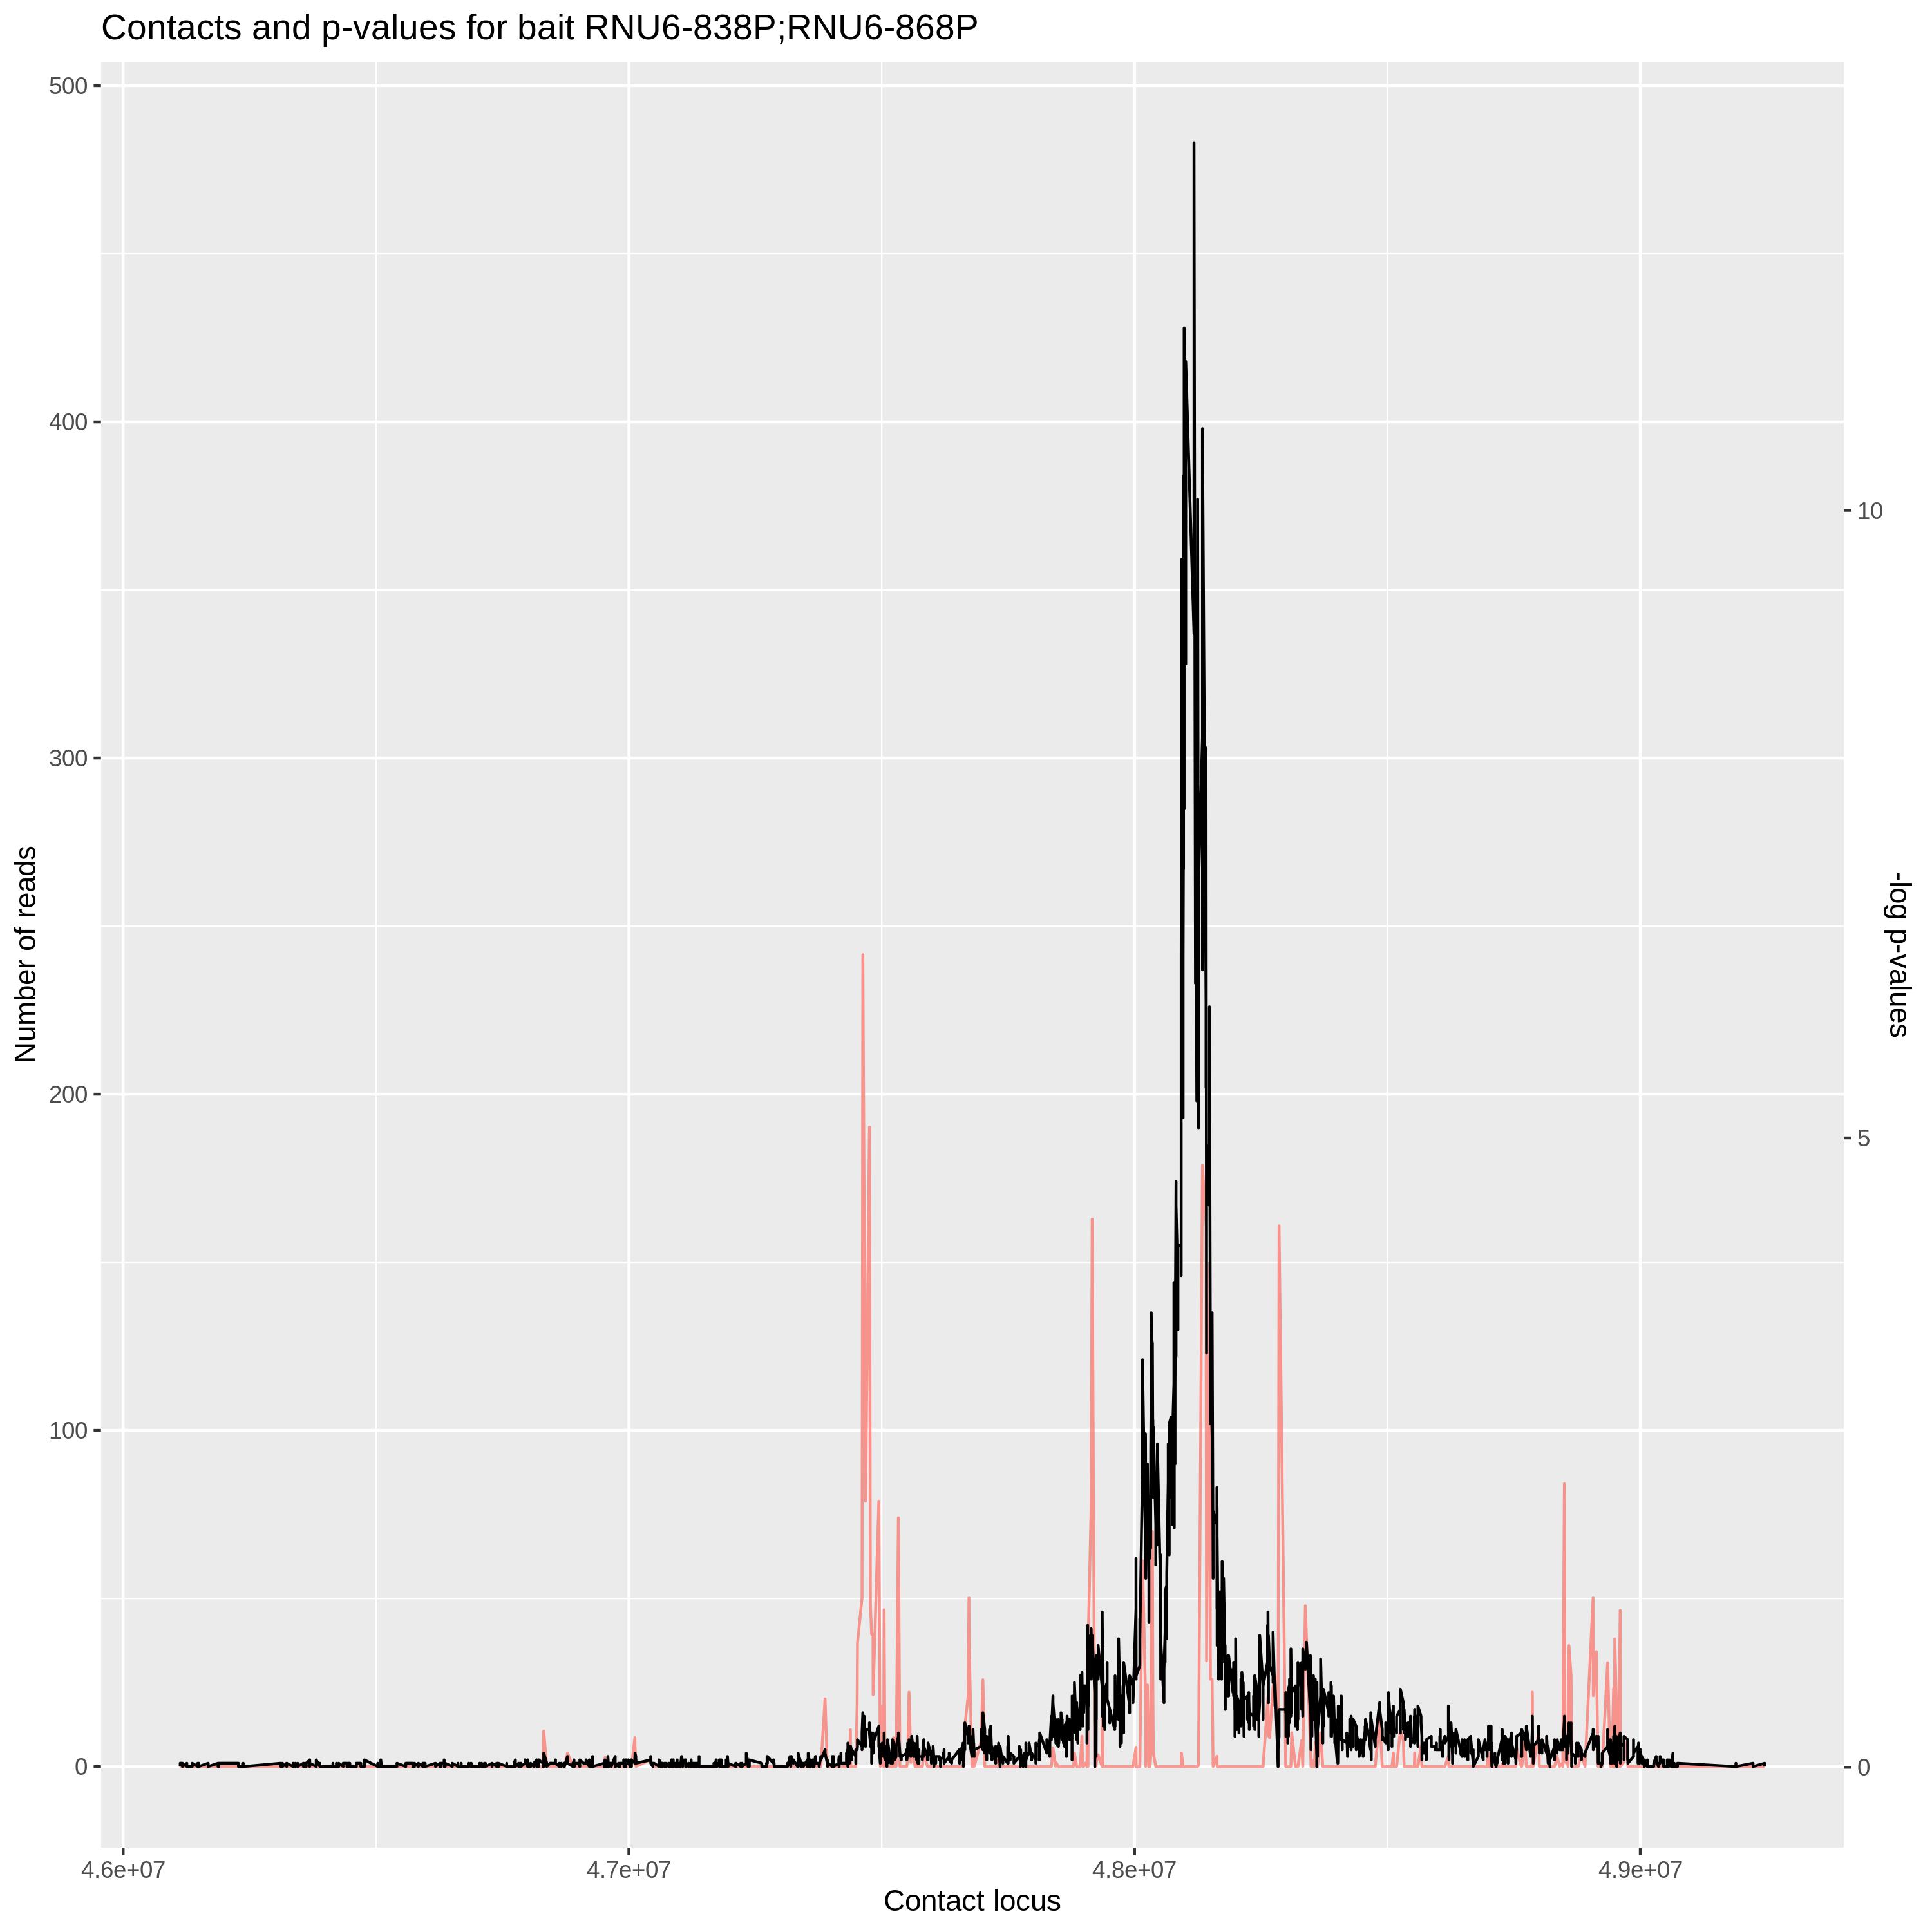 Contacts and p-values for bait RNU6-838P;RNU6-868P
500
400
300
200
100
0
Number of reads
10
5
0
-log p-values
4.6e+07
4.7e+07
4.8e+07
4.9e+07
Contact locus